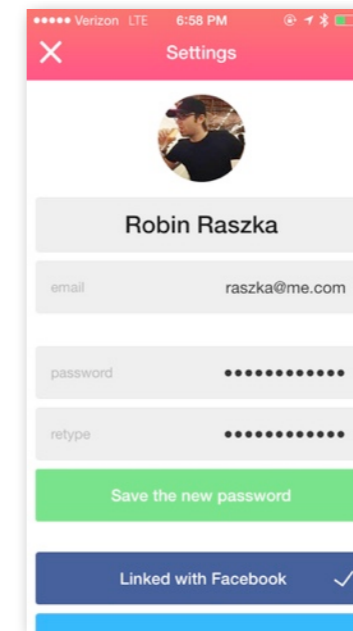 Verizon LTE 6:58 PM
Settings
Robin Raszka
email raszka@me.com
password ••••••••••••
retype ••••••••••••
Save the new password
Linked with Facebook